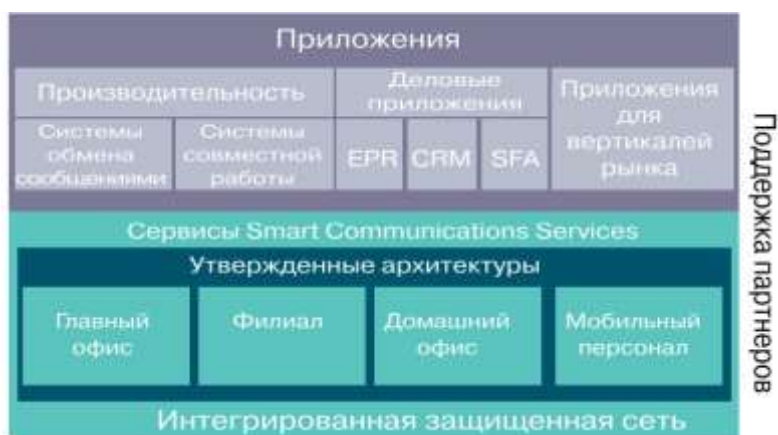 Приложения
Производительность
Деловые
приложения
Приложения
для
вертикалей
рынка
Системы
обмена
сообщениями
Системы
совместной
работы
EPR
CRM
SFA
Сервисы Smart Communications Services
Утвержденные архитектуры
Главный
офис
Филиал
Домашний
офис
Мобильный
персонал
Интегрированная защищенная сеть
Поддержка партнеров